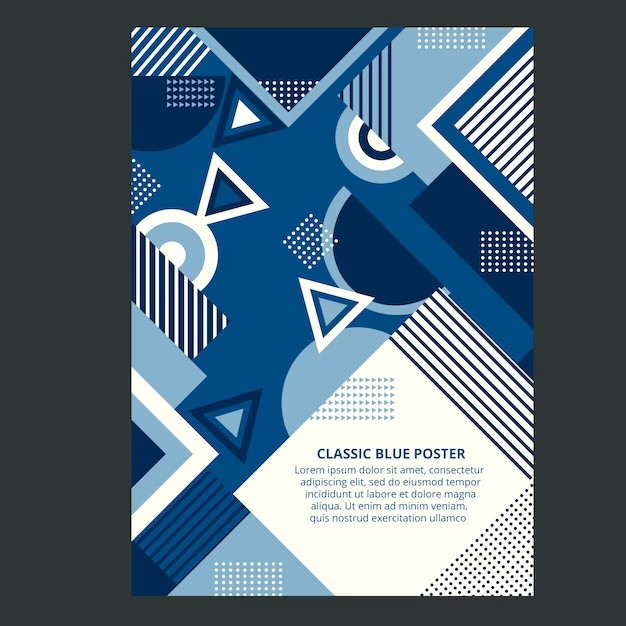 CLASSIC BLUE POSTER
Lorem ipsum dolor sit amet, consectetur
adipiscing elit, sed do eiusmod tempor
incididunt ut labore et dolore magna
aliqua. Ut enim ad minim veniam,
quis nostrud exercitation ullamco